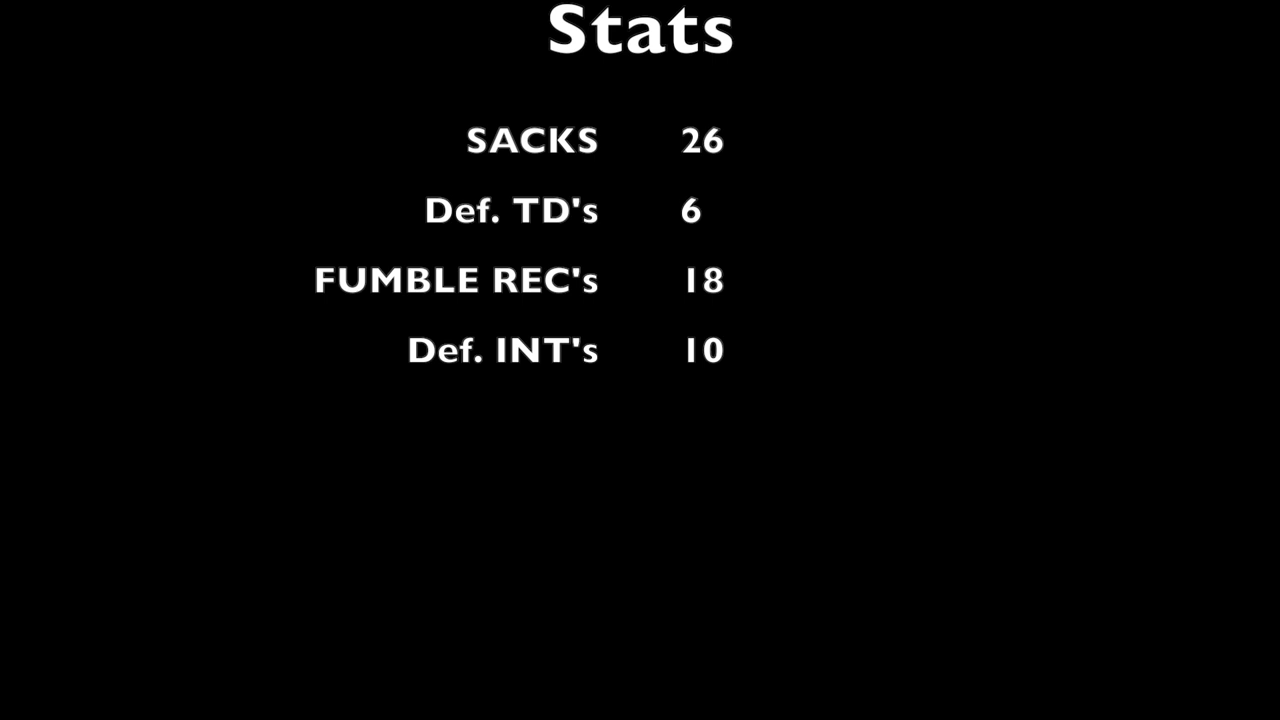 Stats
SACKS 26
Def. TD's 6
FUMBLE REC's 18
Def. INT's 10